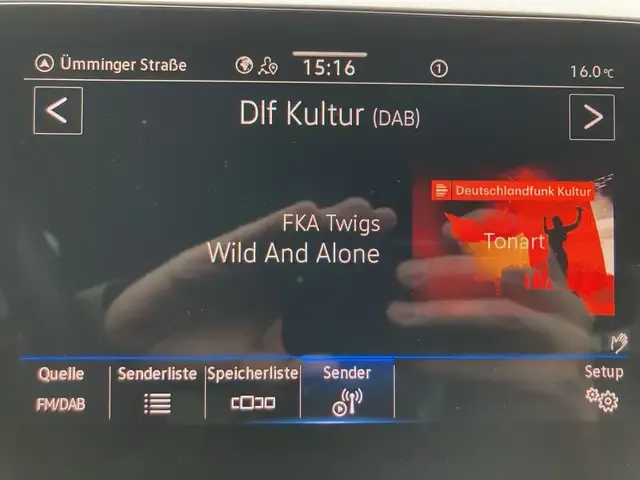 Ümminger Straße
15:16
1
16.0°C
<
Dlf Kultur (DAB)
>
Deutschlandfunk Kultur
Tonart
FKA Twigs
Wild And Alone
Quelle
Senderliste
Speicherliste
Sender
Setup
FM/DAB